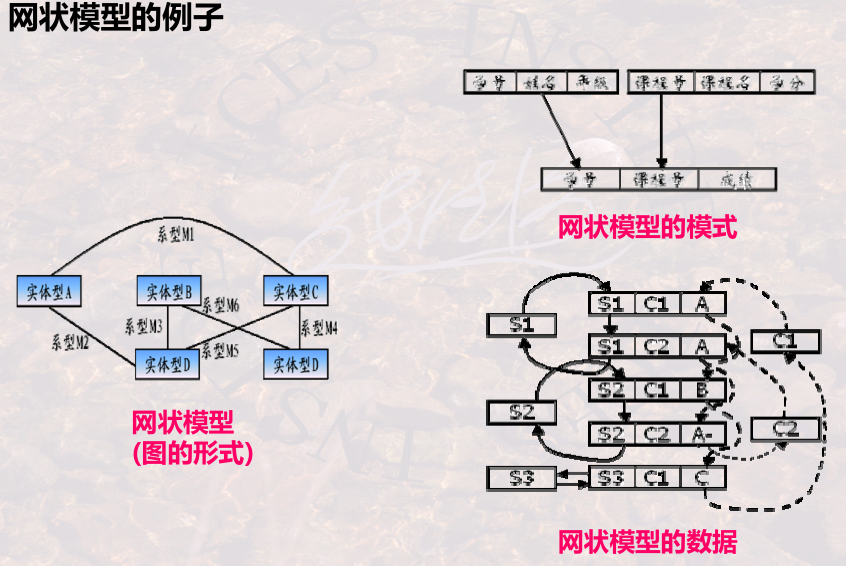 网状模型的例子
学号 姓名 年级
课程号 课程名 学分
学号 课程号 成绩
网状模型的模式
系型M1
实体型A 实体型B 实体型C
系型M6
系型M2 系型M3 系型M4
系型M5
实体型D 实体型D
网状模型
(图的形式)
S1 C1 A
S1
S1 C2 A
C1
S2 C1 B
S2
S2 C2 A-
C2
S3
S3 C1 C
网状模型的数据